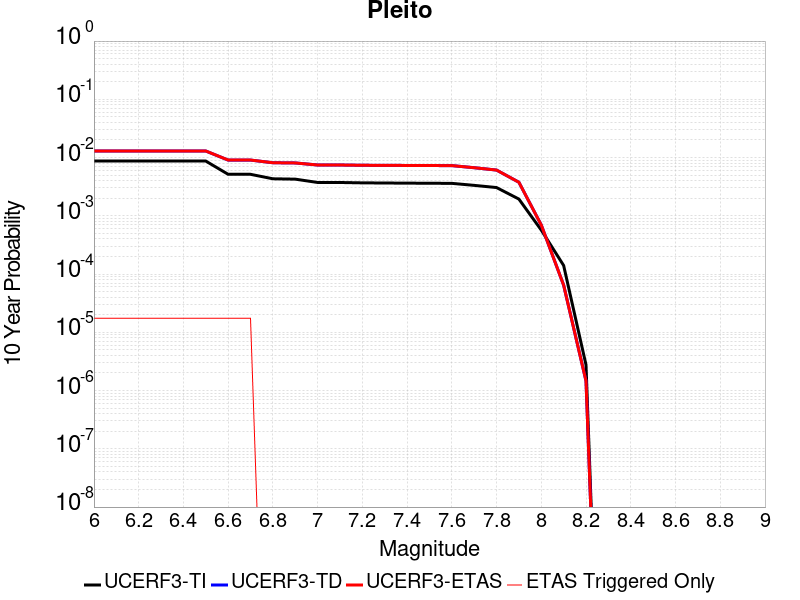 Pleito
10^0
10^-1
10^-2
10^-3
10^-4
10^-5
10^-6
10^-7
10^-8
10 Year Probability
6 6.2 6.4 6.6 6.8 7 7.2 7.4 7.6 7.8 8 8.2 8.4 8.6 8.8 9
Magnitude
UCERF3-TI UCERF3-TD UCERF3-ETAS ETAS Triggered Only